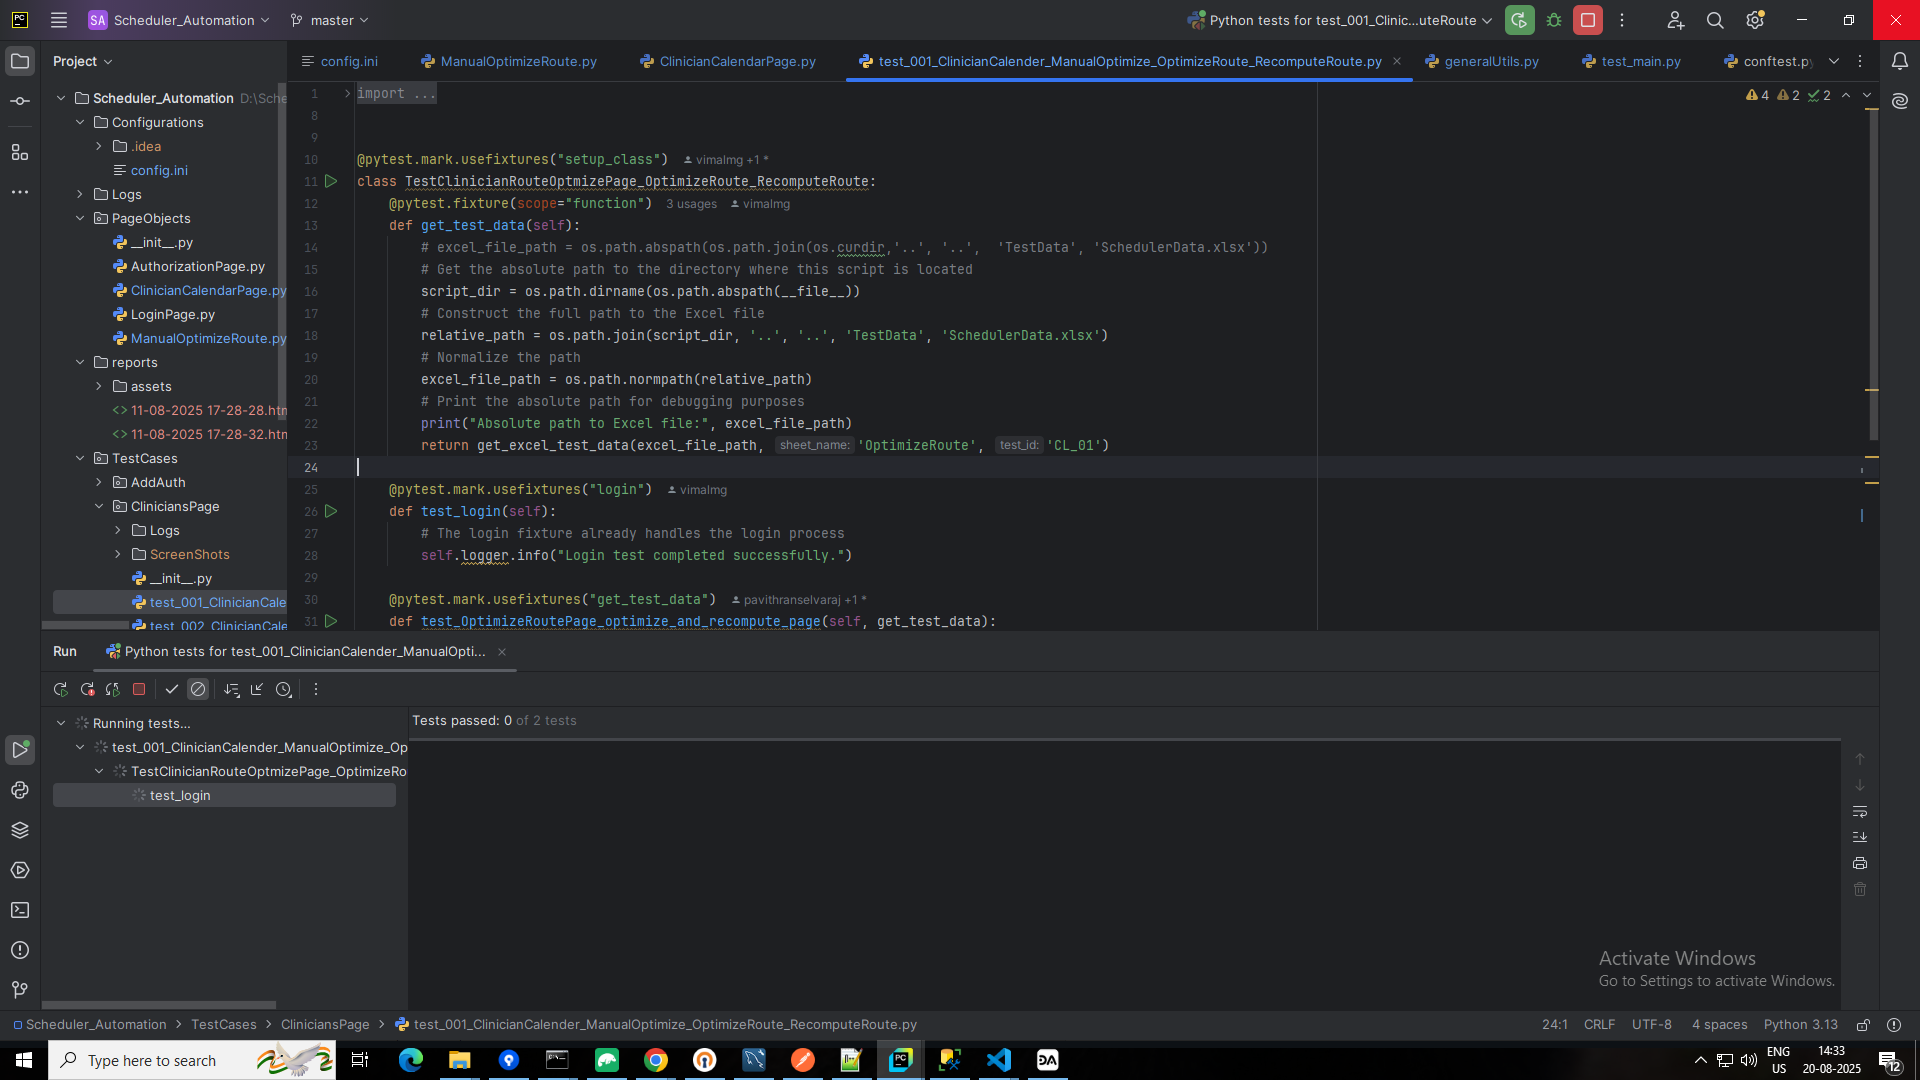 PC
SA Scheduler_Automation master Python tests for test_001_Clinic...uteRoute
Project config.ini ManualOptimizeRoute.py ClinicianCalendarPage.py test_001_ClinicianCalender_ManualOptimize_OptimizeRoute_RecomputeRoute.py generalUtils.py test_main.py conftest.py
Scheduler_Automation D:\Sche
Configurations
.idea
config.ini
Logs
PageObjects
__init__.py
AuthorizationPage.py
ClinicianCalendarPage.py
LoginPage.py
ManualOptimizeRoute.py
reports
assets
<> 11-08-2025 17-28-28.htm
<> 11-08-2025 17-28-32.htm
TestCases
AddAuth
CliniciansPage
Logs
ScreenShots
__init__.py
test_001_ClinicianCale
test_002_ClinicianCale
4 2 2
1 import ...
8
9
10 @pytest.mark.usefixtures("setup_class") vimalmg +1 *
11 class TestClinicianRouteOptmizePage_OptimizeRoute_RecomputeRoute:
12 @pytest.fixture(scope="function") 3 usages vimalmg
13 def get_test_data(self):
14 # excel_file_path = os.path.abspath(os.path.join(os.curdir,'..', '..',  'TestData', 'SchedulerData.xlsx'))
15 # Get the absolute path to the directory where this script is located
16 script_dir = os.path.dirname(os.path.abspath(__file__))
17 # Construct the full path to the Excel file
18 relative_path = os.path.join(script_dir, '..', '..', 'TestData', 'SchedulerData.xlsx')
19 # Normalize the path
20 excel_file_path = os.path.normpath(relative_path)
21 # Print the absolute path for debugging purposes
22 print("Absolute path to Excel file:", excel_file_path)
23 return get_excel_test_data(excel_file_path, sheet_name: 'OptimizeRoute', test_id: 'CL_01')
24
25 @pytest.mark.usefixtures("login") vimalmg
26 def test_login(self):
27 # The login fixture already handles the login process
28 self.logger.info("Login test completed successfully.")
29
30 @pytest.mark.usefixtures("get_test_data") pavithranselvaraj +1 *
31 def test_OptimizeRoutePage_optimize_and_recompute_page(self, get_test_data):
Run Python tests for test_001_ClinicianCalender_ManualOpti...
Running tests...
test_001_ClinicianCalender_ManualOptimize_Op
TestClinicianRouteOptmizePage_OptimizeRo
test_login
Tests passed: 0 of 2 tests
Activate Windows
Go to Settings to activate Windows.
Scheduler_Automation > TestCases > CliniciansPage > test_001_ClinicianCalender_ManualOptimize_OptimizeRoute_RecomputeRoute.py 24:1 CRLF UTF-8 4 spaces Python 3.13
Type here to search
PC
DA
ENG
US
14:33
20-08-2025
12